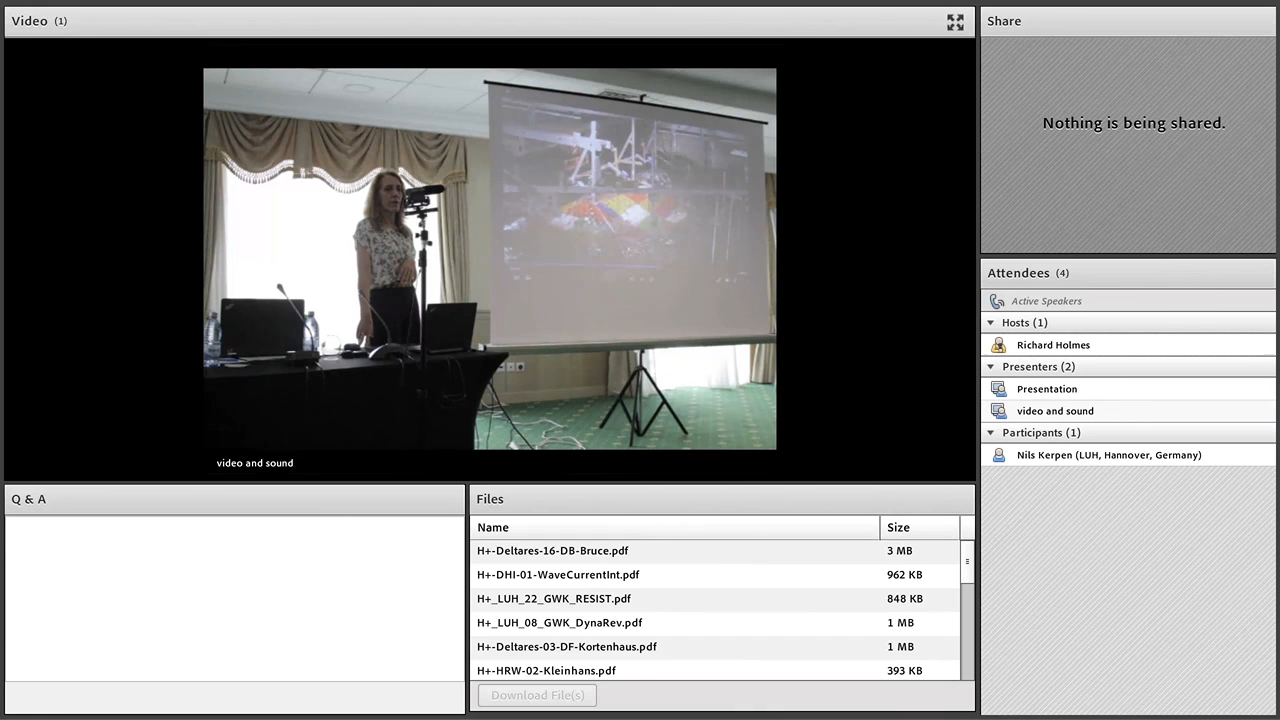 Video (1)
video and sound
Share
Nothing is being shared.
Attendees (4)
Active Speakers
Hosts (1)
Richard Holmes
Presenters (2)
Presentation
video and sound
Participants (1)
Nils Kerpen (LUH, Hannover, Germany)
Q & A
Files
Name Size
H+-Deltares-16-DB-Bruce.pdf 3 MB
H+-DHI-01-WaveCurrentInt.pdf 962 KB
H+_LUH_22_GWK_RESIST.pdf 848 KB
H+_LUH_08_GWK_DynaRev.pdf 1 MB
H+-Deltares-03-DF-Kortenhaus.pdf 1 MB
H+-HRW-02-Kleinhans.pdf 393 KB
Download File(s)